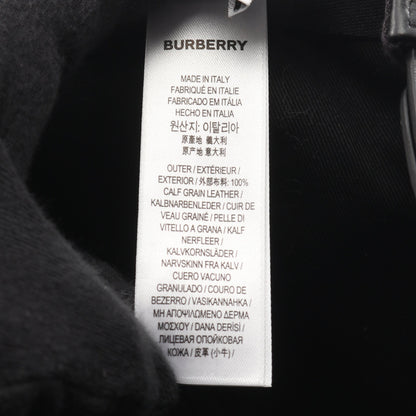 BURBERRY
MADE IN ITALY
FABRIQUÉ EN ITALIE
FABRICADO EM ITÁLIA
HECHO EN ITALIA
원산지: 이탈리아
原產地 義大利
原产地 意大利
OUTER / EXTÉRIEUR /
EXTERIOR / 外部布料: 100%
CALF GRAIN LEATHER /
KALBNARBENLEDER / CUIR DE
VEAU GRAINÉ / PELLE DI
VITELLO A GRANA / KALF
NERFLEER /
KALVKORNSLÄDER /
NARVSKINN FRA KALV /
CUERO VACUNO
GRANULADO / COURO DE
BEZERRO / VASIKANNAHKA /
ΜΗ ΑΠΟΨΙΛΩΜΕΝΟ ΔΕΡΜΑ
ΜΟΣΧΟΥ / DANA DERİSİ /
ЛИЦЕВАЯ ОПОЙКОВАЯ
КОЖА / 皮革 (小牛) /